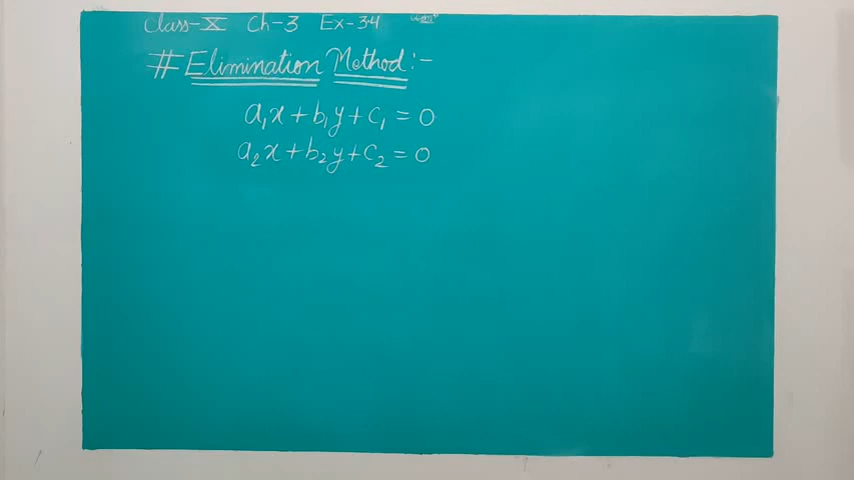 Class-X Ch-3 Ex-3.4
# Elimination Method:-
a₁x + b₁y + c₁ = 0
a₂x + b₂y + c₂ = 0